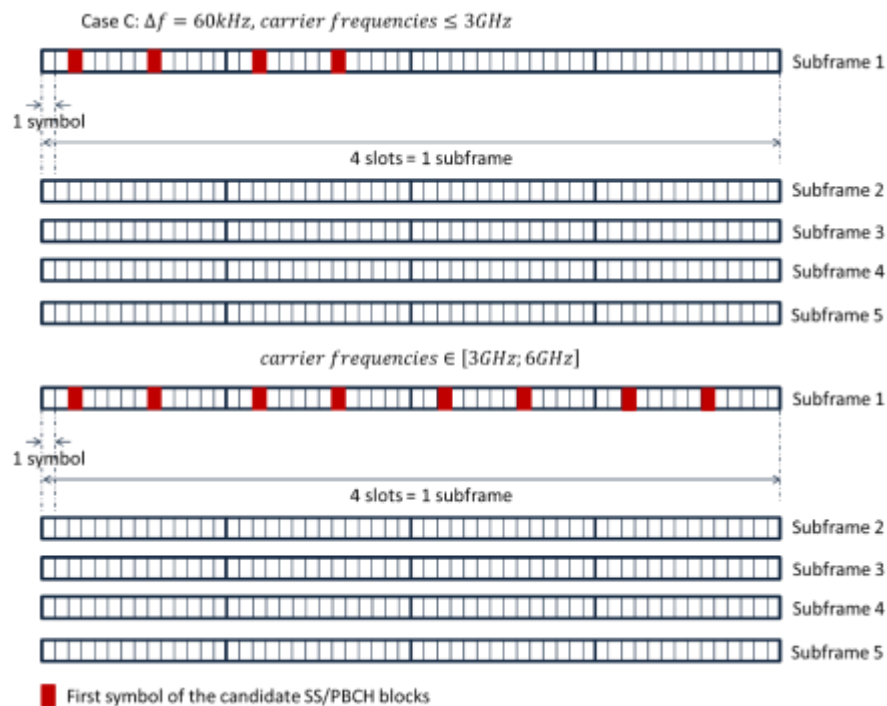 Case C: Δf = 60kHz, carrier frequencies ≤ 3GHz
Subframe 1
1 symbol
4 slots = 1 subframe
Subframe 2
Subframe 3
Subframe 4
Subframe 5
carrier frequencies ∈ [3GHz; 6GHz]
Subframe 1
1 symbol
4 slots = 1 subframe
Subframe 2
Subframe 3
Subframe 4
Subframe 5
First symbol of the candidate SS/PBCH blocks